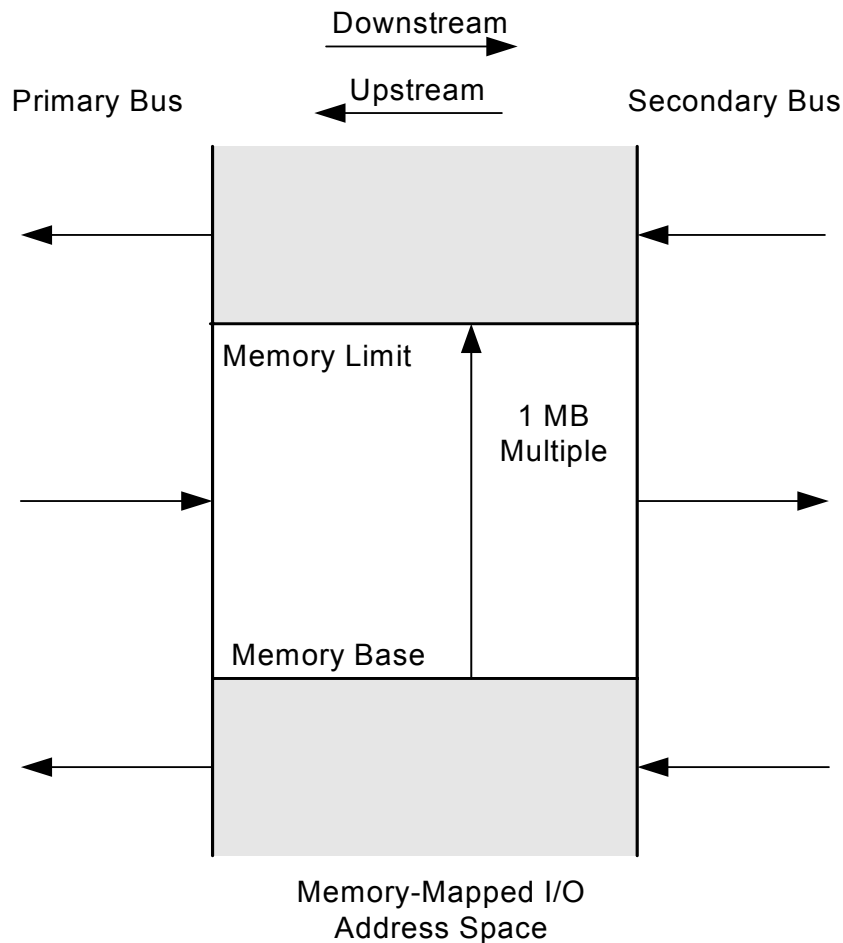 Downstream
Upstream
Primary Bus
Secondary Bus
Memory Limit
1 MB
Multiple
Memory Base
Memory-Mapped I/O
Address Space